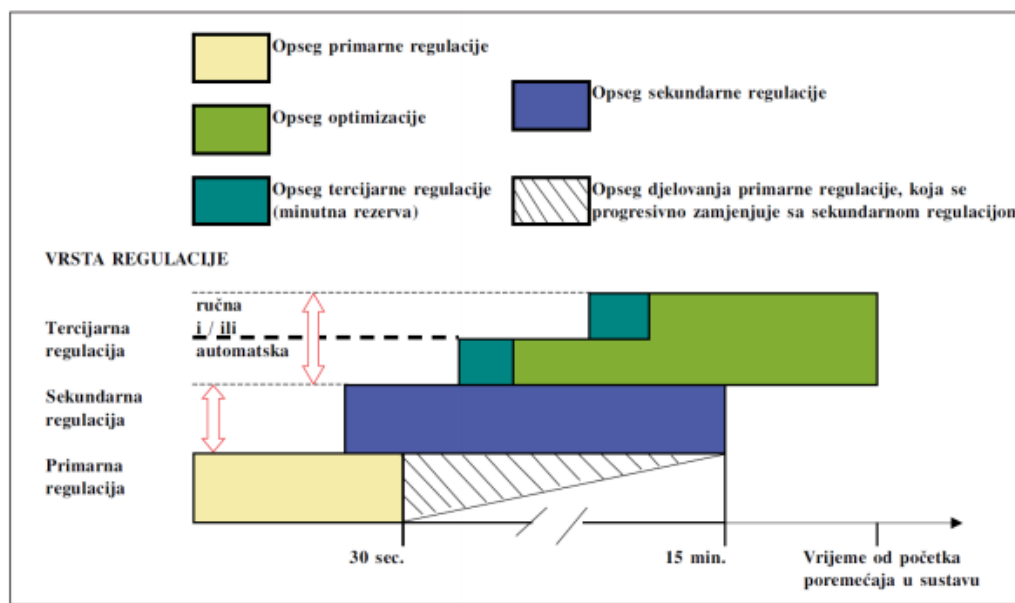 Opseg primarne regulacije
Opseg sekundarne regulacije
Opseg optimizacije
Opseg tercijarne regulacije
(minutna rezerva)
Opseg djelovanja primarne regulacije, koja se
progresivno zamjenjuje sa sekundarnom regulacijom
VRSTA REGULACIJE
Tercijarna
regulacija
ručna
i / ili
automatska
Sekundarna
regulacija
Primarna
regulacija
30 sec.
15 min.
Vrijeme od početka
poremećaja u sustavu